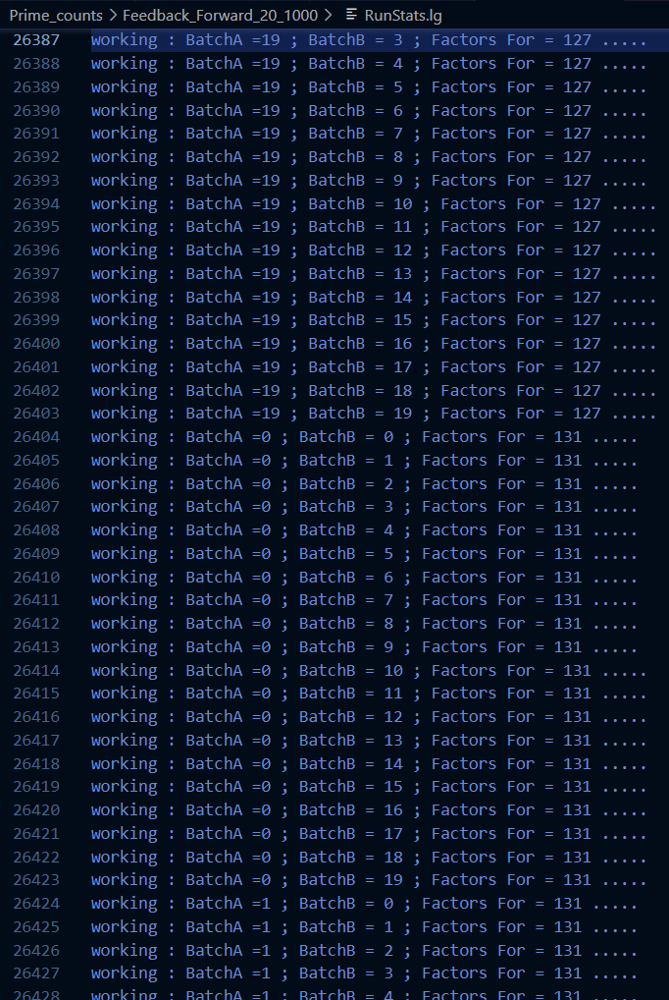 Prime_counts > Feedback_Forward_20_1000 > RunStats.lg
26387 working : BatchA =19 ; BatchB = 3 ; Factors For = 127 .....
26388 working : BatchA =19 ; BatchB = 4 ; Factors For = 127 .....
26389 working : BatchA =19 ; BatchB = 5 ; Factors For = 127 .....
26390 working : BatchA =19 ; BatchB = 6 ; Factors For = 127 .....
26391 working : BatchA =19 ; BatchB = 7 ; Factors For = 127 .....
26392 working : BatchA =19 ; BatchB = 8 ; Factors For = 127 .....
26393 working : BatchA =19 ; BatchB = 9 ; Factors For = 127 .....
26394 working : BatchA =19 ; BatchB = 10 ; Factors For = 127 .....
26395 working : BatchA =19 ; BatchB = 11 ; Factors For = 127 .....
26396 working : BatchA =19 ; BatchB = 12 ; Factors For = 127 .....
26397 working : BatchA =19 ; BatchB = 13 ; Factors For = 127 .....
26398 working : BatchA =19 ; BatchB = 14 ; Factors For = 127 .....
26399 working : BatchA =19 ; BatchB = 15 ; Factors For = 127 .....
26400 working : BatchA =19 ; BatchB = 16 ; Factors For = 127 .....
26401 working : BatchA =19 ; BatchB = 17 ; Factors For = 127 .....
26402 working : BatchA =19 ; BatchB = 18 ; Factors For = 127 .....
26403 working : BatchA =19 ; BatchB = 19 ; Factors For = 127 .....
26404 working : BatchA =0 ; BatchB = 0 ; Factors For = 131 .....
26405 working : BatchA =0 ; BatchB = 1 ; Factors For = 131 .....
26406 working : BatchA =0 ; BatchB = 2 ; Factors For = 131 .....
26407 working : BatchA =0 ; BatchB = 3 ; Factors For = 131 .....
26408 working : BatchA =0 ; BatchB = 4 ; Factors For = 131 .....
26409 working : BatchA =0 ; BatchB = 5 ; Factors For = 131 .....
26410 working : BatchA =0 ; BatchB = 6 ; Factors For = 131 .....
26411 working : BatchA =0 ; BatchB = 7 ; Factors For = 131 .....
26412 working : BatchA =0 ; BatchB = 8 ; Factors For = 131 .....
26413 working : BatchA =0 ; BatchB = 9 ; Factors For = 131 .....
26414 working : BatchA =0 ; BatchB = 10 ; Factors For = 131 .....
26415 working : BatchA =0 ; BatchB = 11 ; Factors For = 131 .....
26416 working : BatchA =0 ; BatchB = 12 ; Factors For = 131 .....
26417 working : BatchA =0 ; BatchB = 13 ; Factors For = 131 .....
26418 working : BatchA =0 ; BatchB = 14 ; Factors For = 131 .....
26419 working : BatchA =0 ; BatchB = 15 ; Factors For = 131 .....
26420 working : BatchA =0 ; BatchB = 16 ; Factors For = 131 .....
26421 working : BatchA =0 ; BatchB = 17 ; Factors For = 131 .....
26422 working : BatchA =0 ; BatchB = 18 ; Factors For = 131 .....
26423 working : BatchA =0 ; BatchB = 19 ; Factors For = 131 .....
26424 working : BatchA =1 ; BatchB = 0 ; Factors For = 131 .....
26425 working : BatchA =1 ; BatchB = 1 ; Factors For = 131 .....
26426 working : BatchA =1 ; BatchB = 2 ; Factors For = 131 .....
26427 working : BatchA =1 ; BatchB = 3 ; Factors For = 131 .....
26428 working : BatchA =1 ; BatchB = 4 ; Factors For = 131 .....